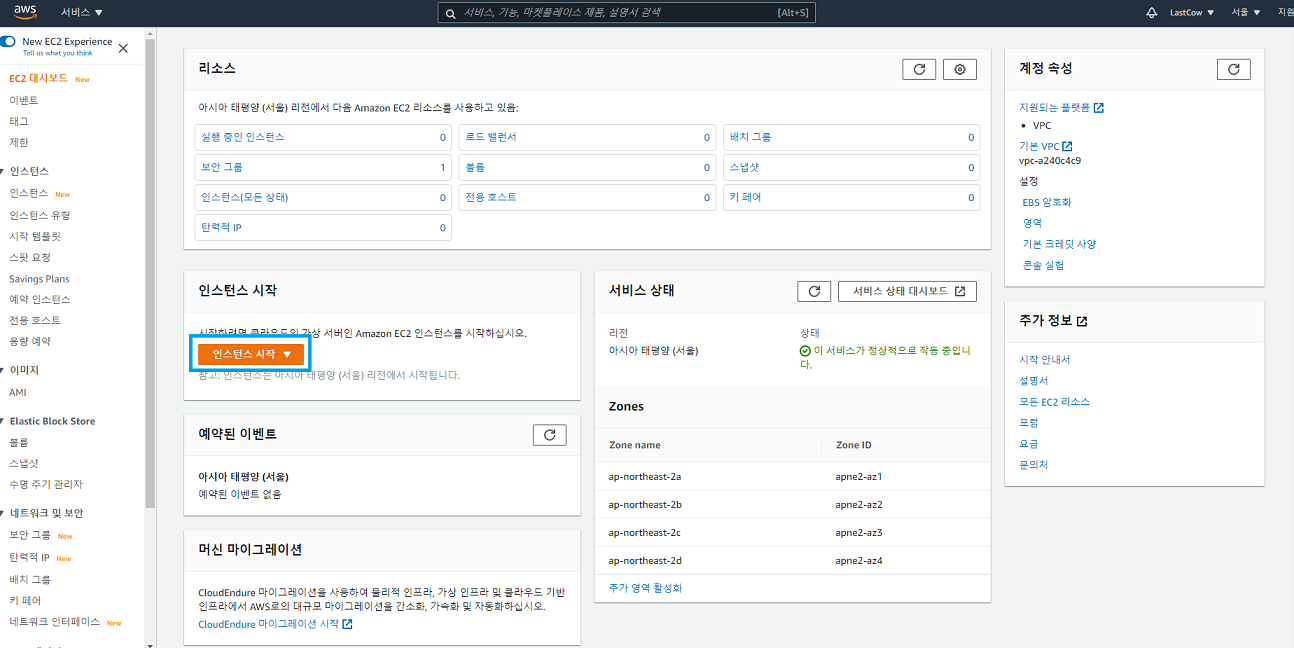 aws
서비스 ▼
서비스, 기능, 마켓플레이스 제품, 설명서 검색
[Alt+S]
LastCow ▼
서울 ▼
지원
New EC2 Experience
Tell us what you think
EC2 대시보드 New
이벤트
태그
제한
인스턴스
인스턴스 New
인스턴스 유형
시작 템플릿
스팟 요청
Savings Plans
예약 인스턴스
전용 호스트
용량 예약
이미지
AMI
Elastic Block Store
볼륨
스냅샷
수명 주기 관리자
네트워크 및 보안
보안 그룹 New
탄력적 IP New
배치 그룹
키 페어
네트워크 인터페이스 New
리소스
아시아 태평양 (서울) 리전에서 다음 Amazon EC2 리소스를 사용하고 있음:
실행 중인 인스턴스 0
로드 밸런서 0
배치 그룹 0
보안 그룹 1
볼륨 0
스냅샷 0
인스턴스(모든 상태) 0
전용 호스트 0
키 페어 0
탄력적 IP 0
인스턴스 시작
시작하려면 클라우드의 가상 서버인 Amazon EC2 인스턴스를 시작하십시오.
인스턴스 시작 ▼
참고: 인스턴스는 아시아 태평양 (서울) 리전에서 시작됩니다.
예약된 이벤트
아시아 태평양 (서울)
예약된 이벤트 없음
머신 마이그레이션
CloudEndure 마이그레이션을 사용하여 물리적 인프라, 가상 인프라 및 클라우드 기반
인프라에서 AWS로의 대규모 마이그레이션을 간소화, 가속화 및 자동화하십시오.
CloudEndure 마이그레이션 시작
서비스 상태
서비스 상태 대시보드
리전
상태
아시아 태평양 (서울)
이 서비스가 정상적으로 작동 중입니
다.
Zones
Zone name
Zone ID
ap-northeast-2a
apne2-az1
ap-northeast-2b
apne2-az2
ap-northeast-2c
apne2-az3
ap-northeast-2d
apne2-az4
추가 영역 활성화
계정 속성
지원되는 플랫폼
• VPC
기본 VPC
vpc-a240c4c9
설정
EBS 암호화
영역
기본 크레딧 사양
콘솔 실험
추가 정보
시작 안내서
설명서
모든 EC2 리소스
포럼
요금
문의처